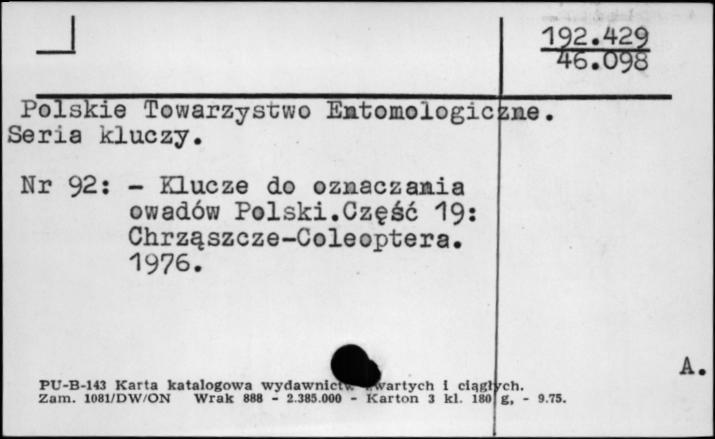 192.429
46.098
Polskie Towarzystwo Entomologiczne.
Seria kluczy.
Nr 92: - Klucze do oznaczania
owadów Polski.Część 19:
Chrząszcze-Coleoptera.
1976.
A.
PU-B-143 Karta katalogowa wydawnictw zwartych i ciągłych.
Zam. 1081/DW/ON Wrak 888 - 2.385.000 - Karton 3 kl. 180 g, - 9.75.